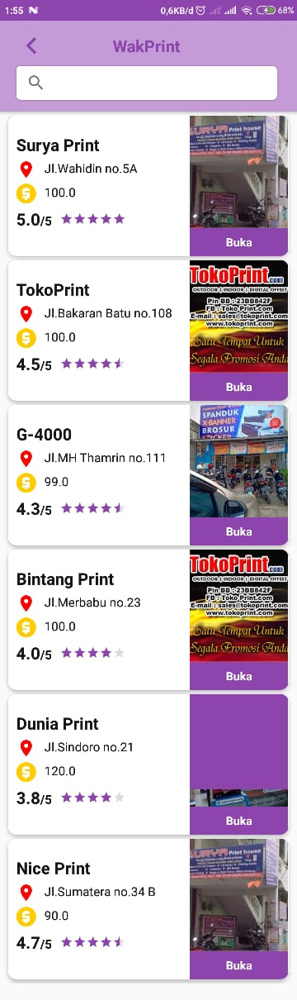 1:55 0,6KB/d 68%
WakPrint
Surya Print
Jl.Wahidin no.5A
100.0
5.0/5
SURYA Print house
Buka
TokoPrint
Jl.Bakaran Batu no.108
100.0
4.5/5
TokoPrint.com
OUTDOOR | INDOOR | DIGITAL OFFSET
Pin BB : 23BB842F
FB : Toko Print.com
E-mail : sales@tokoprint.com
www.tokoprint.com
Satu Tempat Untuk
Segala Promosi Anda
Buka
G-4000
Jl.MH Thamrin no.111
99.0
4.3/5
SPANDUK
X-BANNER
BROSUR
STICKER
Buka
Bintang Print
Jl.Merbabu no.23
100.0
4.0/5
TokoPrint.com
OUTDOOR | INDOOR | DIGITAL OFFSET
Pin BB : 23BB842F
FB : Toko Print.com
E-mail : sales@tokoprint.com
www.tokoprint.com
Satu Tempat Untuk
Segala Promosi Anda
Buka
Dunia Print
Jl.Sindoro no.21
120.0
3.8/5
Buka
Nice Print
Jl.Sumatera no.34 B
90.0
4.7/5
SURYA Print house
Buka